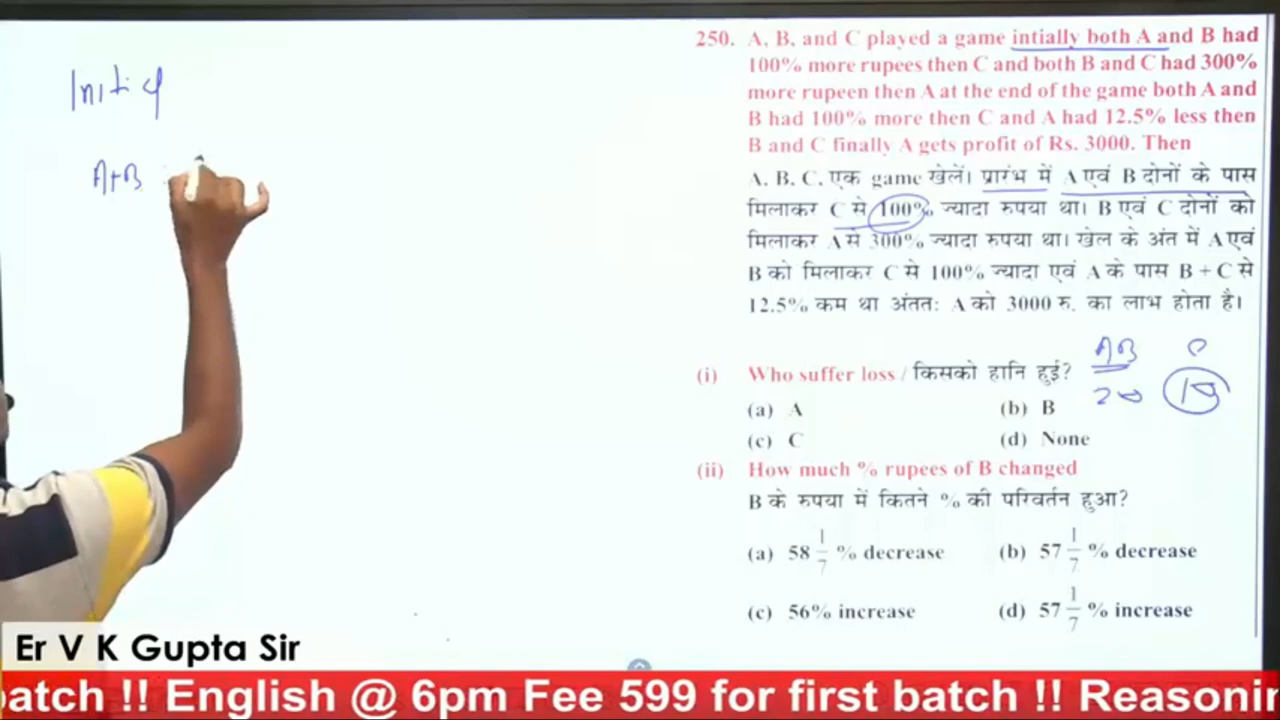 Initial
A+B
250. A, B, and C played a game intially both A and B had
100% more rupees then C and both B and C had 300%
more rupeen then A at the end of the game both A and
B had 100% more then C and A had 12.5% less then
B and C finally A gets profit of Rs. 3000. Then
A. B. C. एक game खेलें। प्रारंभ में A एवं B दोनों के पास
मिलाकर C से 100% ज्यादा रुपया था। B एवं C दोनों को
मिलाकर A से 300% ज्यादा रुपया था। खेल के अंत में A एवं
B को मिलाकर C से 100% ज्यादा एवं A के पास B + C से
12.5% कम था अंततः A को 3000 रु. का लाभ होता है।
AB C
(i) Who suffer loss / किसको हानि हुई?
200 100
(a) A (b) B
(c) C (d) None
(ii) How much % rupees of B changed
B के रुपया में कितने % की परिवर्तन हुआ?
(a) 58 1/7 % decrease (b) 57 1/7 % decrease
(c) 56% increase (d) 57 1/7 % increase
Er V K Gupta Sir
batch !! English @ 6pm Fee 599 for first batch !! Reasonin